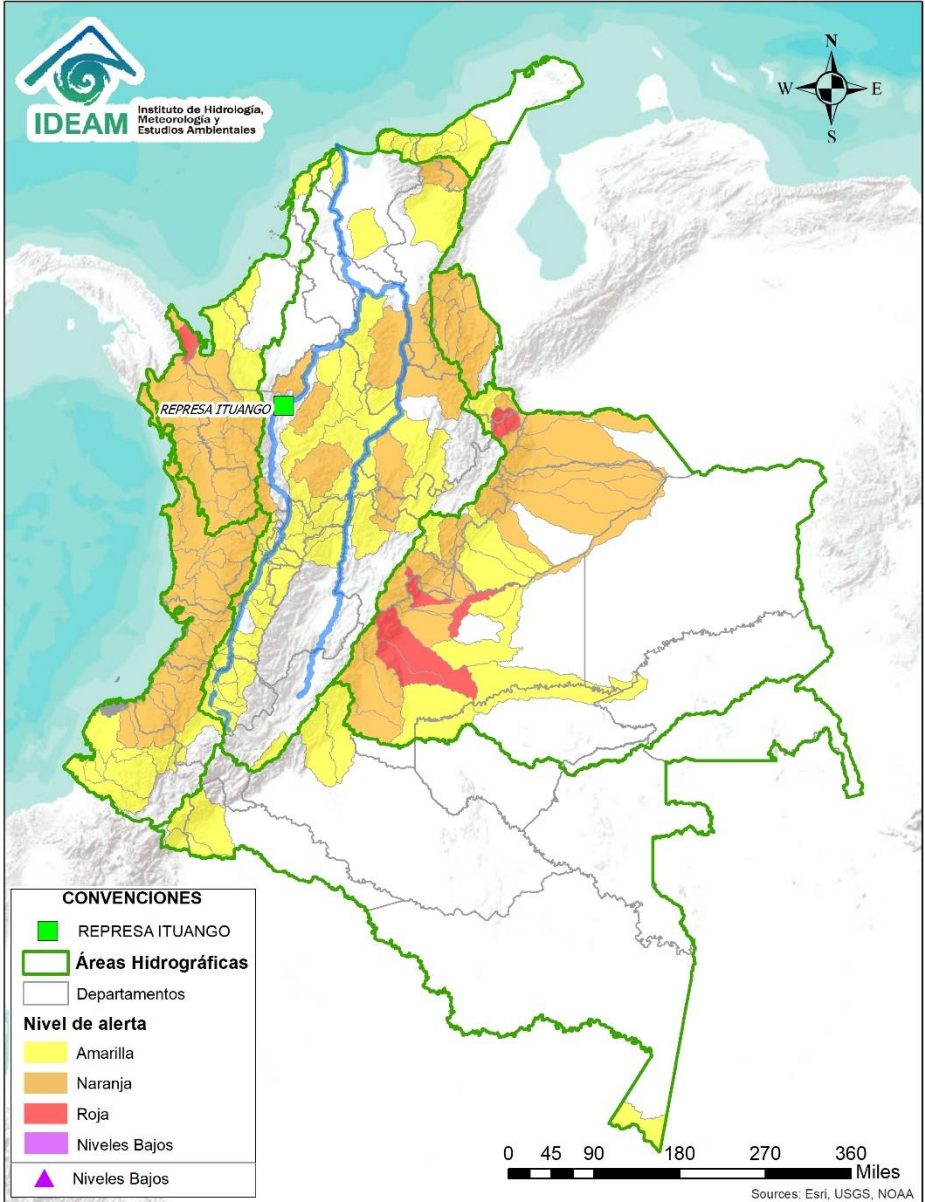 IDEAM
Instituto de Hidrología,
Meteorología y
Estudios Ambientales
N
W
E
S
REPRESA ITUANGO
CONVENCIONES
REPRESA ITUANGO
Áreas Hidrográficas
Departamentos
Nivel de alerta
Amarilla
Naranja
Roja
Niveles Bajos
Niveles Bajos
0 45 90 180 270 360
Miles
Sources: Esri, USGS, NOAA